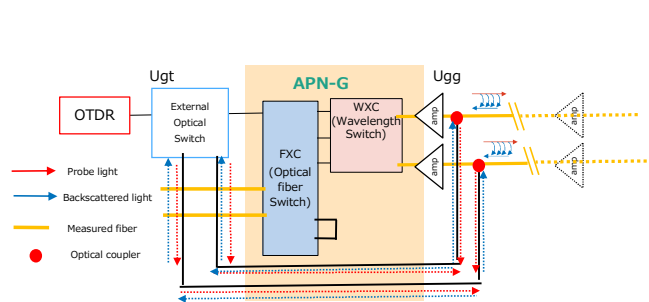 Ugt
Ugg
APN-G
OTDR
External
Optical
Switch
WXC
(Wavelength
Switch)
FXC
(Optical
fiber
Switch)
amp
amp
amp
amp
Probe light
Backscattered light
Measured fiber
Optical coupler